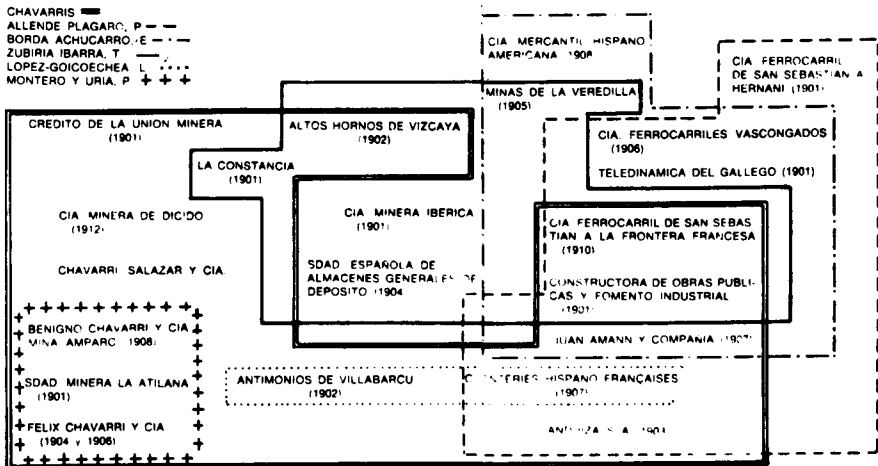 CHAVARRIS
ALLENDE PLAGARO, P
BORDA ACHUCARRO, E
ZUBIRIA IBARRA, T
LOPEZ-GOICOECHEA L
MONTERO Y URIA, P
CIA MERCANTIL HISPANO
AMERICANA 1908
CIA FERROCARRIL
DE SAN SEBASTIAN A
HERNANI (1901)
MINAS DE LA VEREDILLA
(1905)
CREDITO DE LA UNION MINERA
(1901)
ALTOS HORNOS DE VIZCAYA
(1902)
CIA. FERROCARRILES VASCONGADOS
(1906)
LA CONSTANCIA
(1901)
TELEDINAMICA DEL GALLEGO (1901)
CIA MINERA DE DICIDO
(1912)
CIA MINERA IBERICA
(1901)
CIA FERROCARRIL DE SAN SEBAS
TIAN A LA FRONTERA FRANCESA
(1910)
CHAVARRI SALAZAR Y CIA.
SDAD ESPAÑOLA DE
ALMACENES GENERALES DE
DEPOSITO (1904
CONSTRUCTORA DE OBRAS PUBLI-
CAS Y FOMENTO INDUSTRIAL
(1901)
BENIGNO CHAVARRI Y CIA
MINA AMPARO 1908)
JUAN AMANN Y COMPAÑIA (1907)
SDAD MINERA LA ATILANA
(1901)
ANTIMONIOS DE VILLABARCU
(1902)
HISPANO FRANÇAISES
(1907)
FELIX CHAVARRI Y CIA
(1904 y 1906)
S A 1903